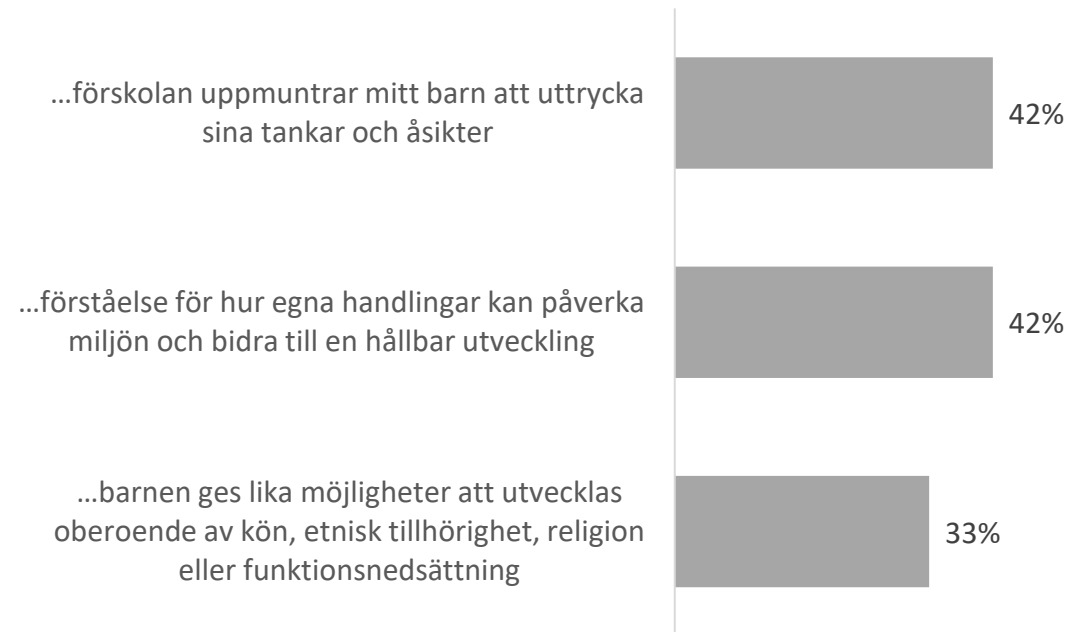 …förskolan uppmuntrar mitt barn att uttrycka
sina tankar och åsikter
42%
…förståelse för hur egna handlingar kan påverka
miljön och bidra till en hållbar utveckling
42%
…barnen ges lika möjligheter att utvecklas
oberoende av kön, etnisk tillhörighet, religion
eller funktionsnedsättning
33%